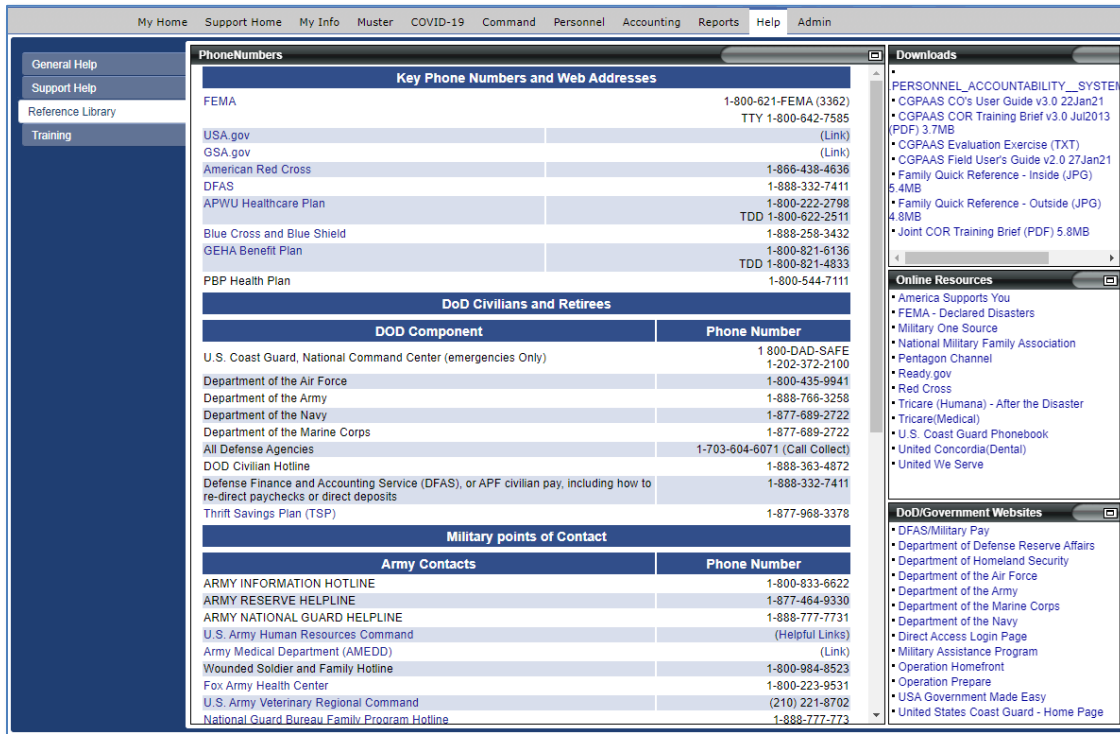 My Home Support Home My Info Muster COVID-19 Command Personnel Accounting Reports Help Admin
General Help
Support Help
Reference Library
Training
PhoneNumbers
Key Phone Numbers and Web Addresses
FEMA 1-800-621-FEMA (3362)
TTY 1-800-642-7585
USA.gov (Link)
GSA.gov (Link)
American Red Cross 1-866-438-4636
DFAS 1-888-332-7411
APWU Healthcare Plan 1-800-222-2798
TDD 1-800-622-2511
Blue Cross and Blue Shield 1-888-258-3432
GEHA Benefit Plan 1-800-821-6136
TDD 1-800-821-4833
PBP Health Plan 1-800-544-7111
DoD Civilians and Retirees
DOD Component Phone Number
U.S. Coast Guard, National Command Center (emergencies Only) 1 800-DAD-SAFE
1-202-372-2100
Department of the Air Force 1-800-435-9941
Department of the Army 1-888-766-3258
Department of the Navy 1-877-689-2722
Department of the Marine Corps 1-877-689-2722
All Defense Agencies 1-703-604-6071 (Call Collect)
DOD Civilian Hotline 1-888-363-4872
Defense Finance and Accounting Service (DFAS), or APF civilian pay, including how to 1-888-332-7411
re-direct paychecks or direct deposits
Thrift Savings Plan (TSP) 1-877-968-3378
Military points of Contact
Army Contacts Phone Number
ARMY INFORMATION HOTLINE 1-800-833-6622
ARMY RESERVE HELPLINE 1-877-464-9330
ARMY NATIONAL GUARD HELPLINE 1-888-777-7731
U.S. Army Human Resources Command (Helpful Links)
Army Medical Department (AMEDD) (Link)
Wounded Soldier and Family Hotline 1-800-984-8523
Fox Army Health Center 1-800-223-9531
U.S. Army Veterinary Regional Command (210) 221-8702
National Guard Bureau Family Program Hotline 1-888-777-773
Downloads
.PERSONNEL_ACCOUNTABILITY__SYSTEM
CGPAAS CO's User Guide v3.0 22Jan21
CGPAAS COR Training Brief v3.0 Jul2013
(PDF) 3.7MB
CGPAAS Evaluation Exercise (TXT)
CGPAAS Field User's Guide v2.0 27Jan21
Family Quick Reference - Inside (JPG)
5.4MB
Family Quick Reference - Outside (JPG)
4.8MB
Joint COR Training Brief (PDF) 5.8MB
Online Resources
America Supports You
FEMA - Declared Disasters
Military One Source
National Military Family Association
Pentagon Channel
Ready.gov
Red Cross
Tricare (Humana) - After the Disaster
Tricare(Medical)
U.S. Coast Guard Phonebook
United Concordia(Dental)
United We Serve
DoD/Government Websites
DFAS/Military Pay
Department of Defense Reserve Affairs
Department of Homeland Security
Department of the Air Force
Department of the Army
Department of the Marine Corps
Department of the Navy
Direct Access Login Page
Military Assistance Program
Operation Homefront
Operation Prepare
USA Government Made Easy
United States Coast Guard - Home Page